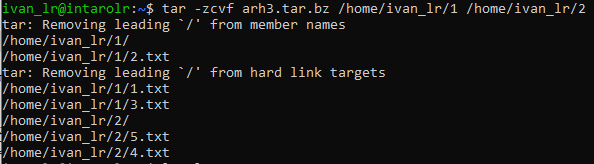 ivan_lr@intarolr:~$ tar -zcvf arh3.tar.bz /home/ivan_lr/1 /home/ivan_lr/2
tar: Removing leading `/' from member names
/home/ivan_lr/1/
/home/ivan_lr/1/2.txt
tar: Removing leading `/' from hard link targets
/home/ivan_lr/1/1.txt
/home/ivan_lr/1/3.txt
/home/ivan_lr/2/
/home/ivan_lr/2/5.txt
/home/ivan_lr/2/4.txt